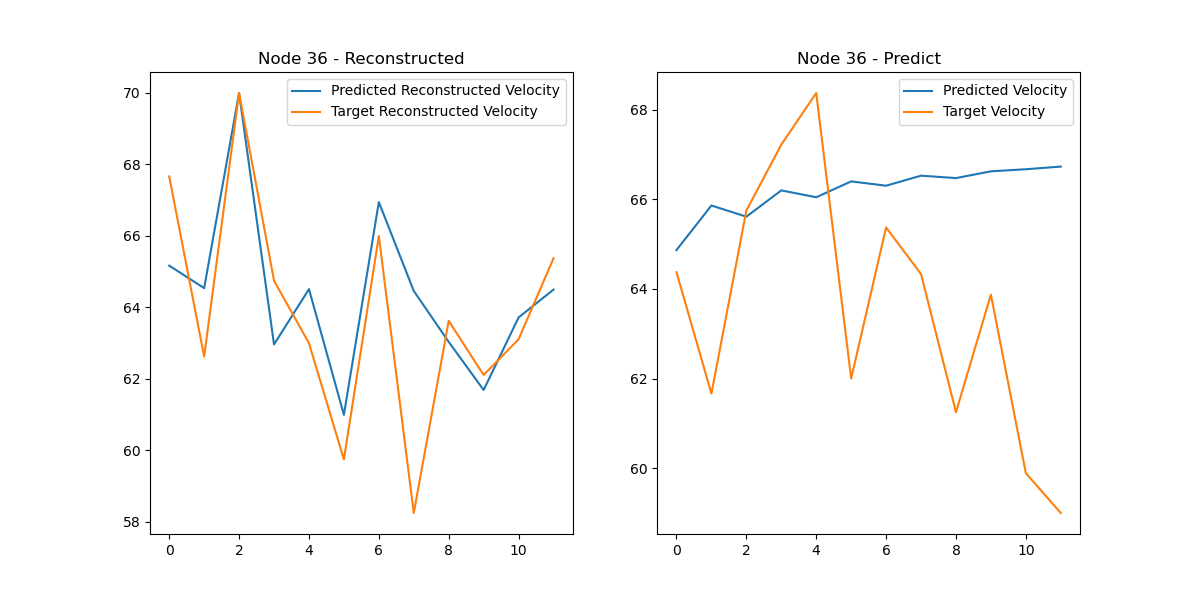 Node 36 - Reconstructed
Predicted Reconstructed Velocity
Target Reconstructed Velocity
70
68
66
64
62
60
58
0 2 4 6 8 10
Node 36 - Predict
Predicted Velocity
Target Velocity
68
66
64
62
60
0 2 4 6 8 10